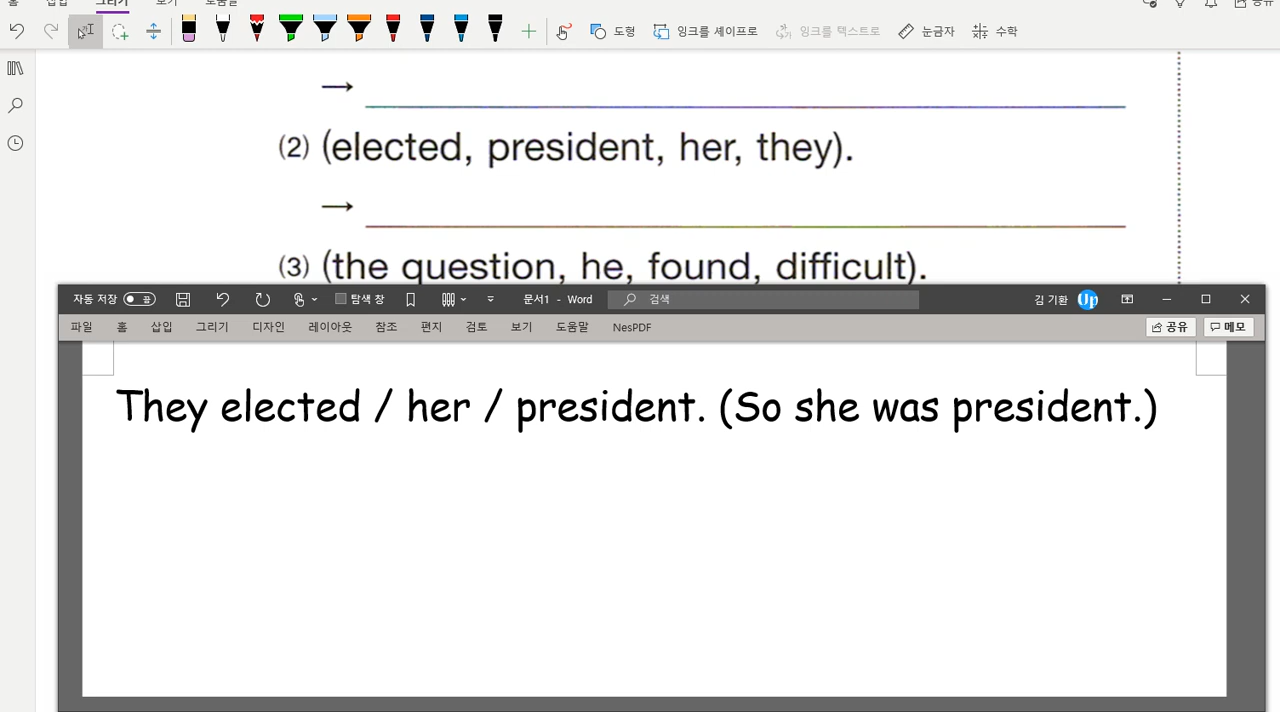 잉크를 셰이프로
도형
잉크를 텍스트로
눈금자
수학
→
(2) (elected, president, her, they).
→
(3) (the question, he, found, difficult).
자동 저장 끔 탐색 창 문서1 - Word 검색 김 기환 Up
파일 홈 삽입 그리기 디자인 레이아웃 참조 편지 검토 보기 도움말 NesPDF 공유 메모
They elected / her / president. (So she was president.)